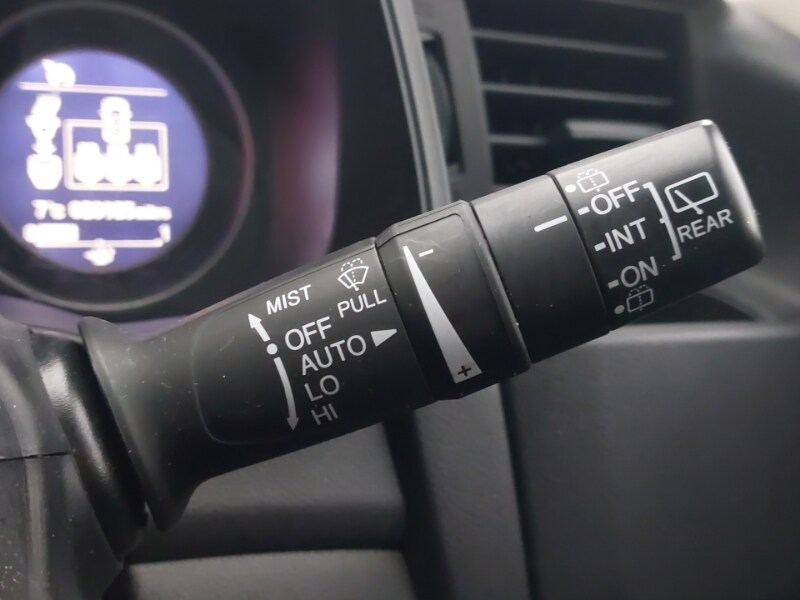 MIST
PULL
OFF
AUTO
LO
HI
-
+
OFF
INT
ON
REAR